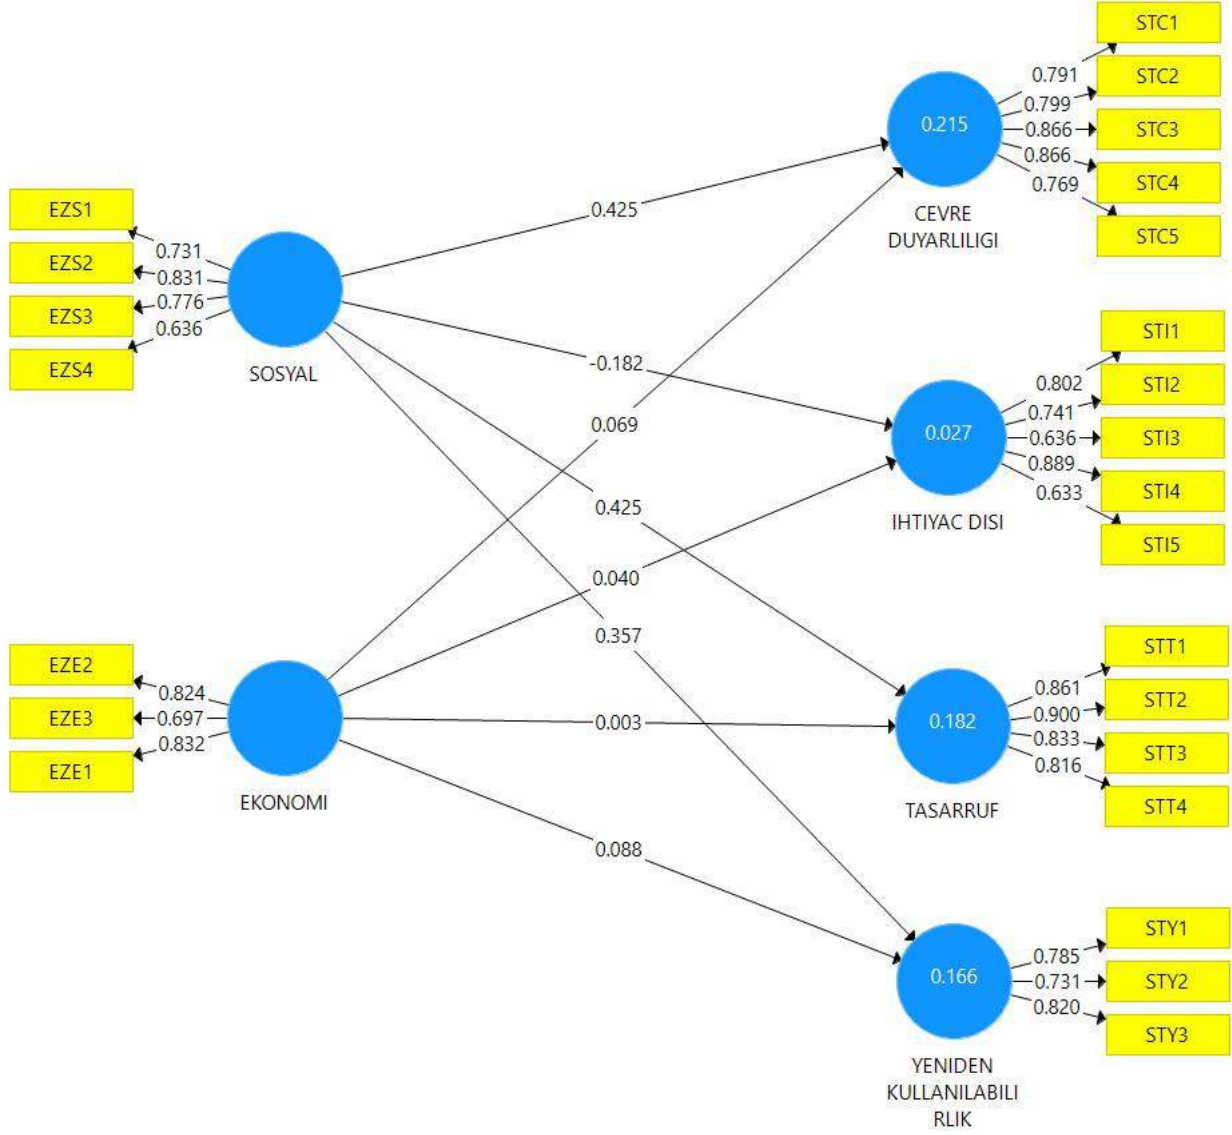 EZS1
EZS2
EZS3
EZS4
0.731
0.831
0.776
0.636
SOSYAL
EZE2
EZE3
EZE1
0.824
0.697
0.832
EKONOMI
0.425
-0.182
0.069
0.425
0.040
0.357
0.003
0.088
0.215
CEVRE
DUYARLILIGI
0.791
0.799
0.866
0.866
0.769
STC1
STC2
STC3
STC4
STC5
0.027
IHTIYAC DISI
0.802
0.741
0.636
0.889
0.633
STI1
STI2
STI3
STI4
STI5
0.182
TASARRUF
0.861
0.900
0.833
0.816
STT1
STT2
STT3
STT4
0.166
YENIDEN
KULLANILABILI
RLIK
0.785
0.731
0.820
STY1
STY2
STY3